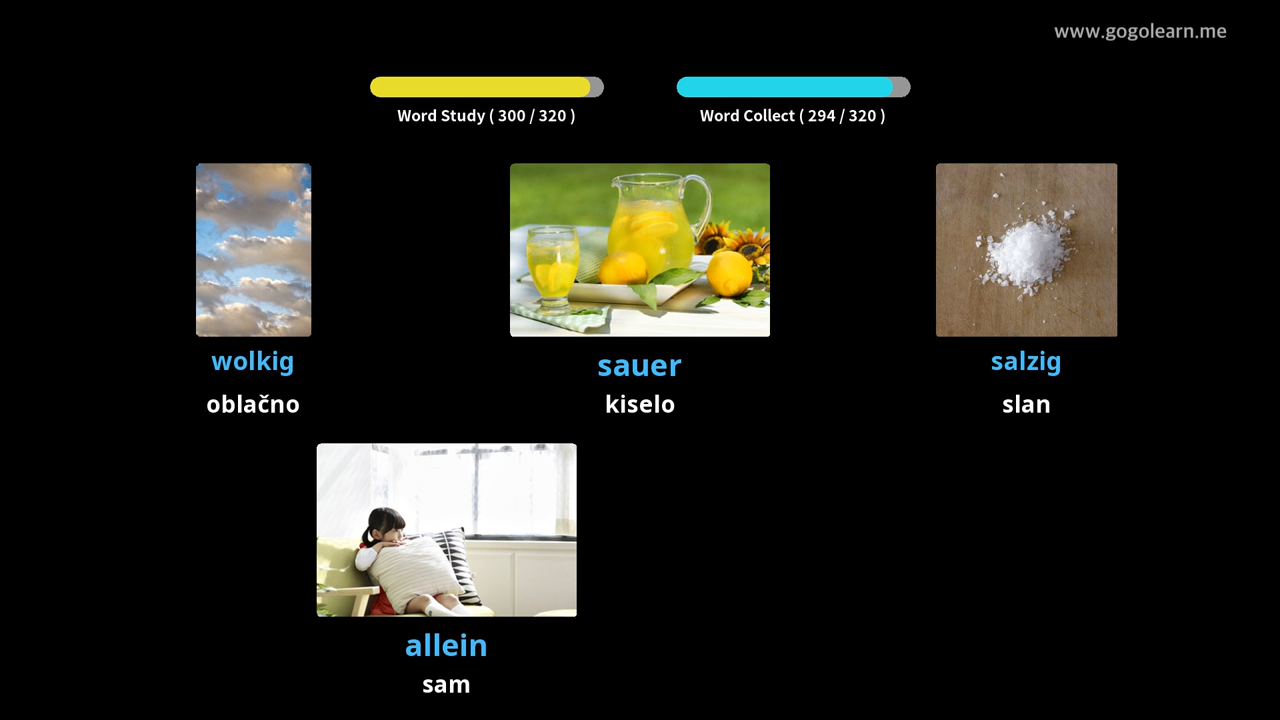 www.gogolearn.me
Word Study ( 300 / 320 )
Word Collect ( 294 / 320 )
wolkig
oblačno
sauer
kiselo
salzig
slan
allein
sam